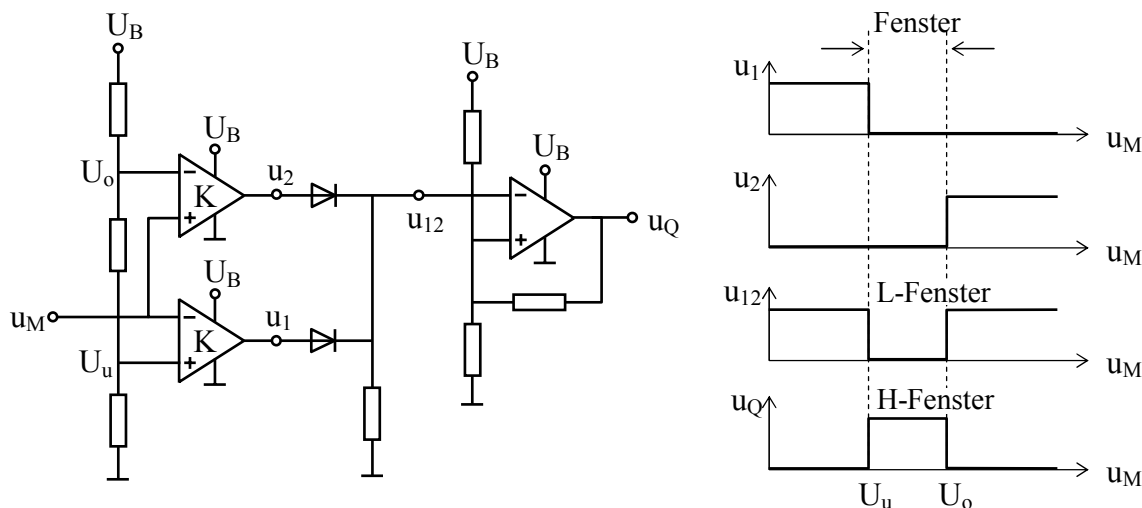 U_B
U_B
U_o
K
u_2
U_B
u_M
K
u_1
U_u
U_B
U_B
u_12
u_Q
−
+
−
+
−
+
Fenster
u_1
u_M
u_2
u_M
u_12
L-Fenster
u_M
u_Q
H-Fenster
u_M
U_u
U_o